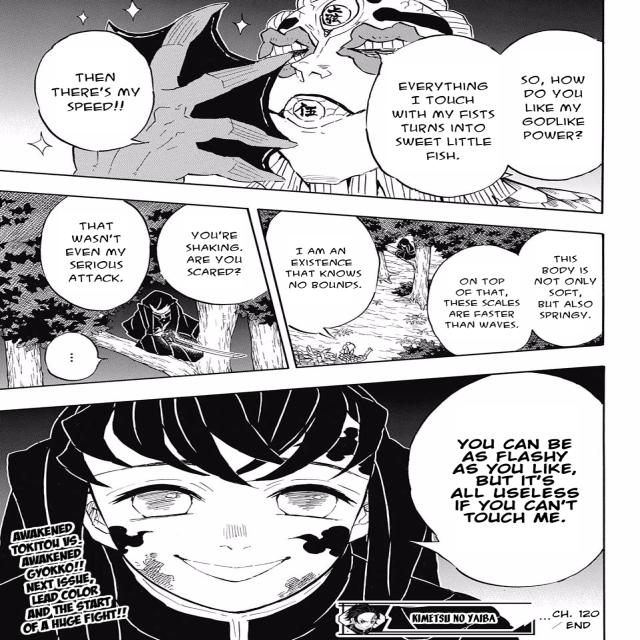 SO, HOW
DO YOU
LIKE MY
GODLIKE
POWER?
EVERYTHING
I TOUCH
WITH MY FISTS
TURNS INTO
SWEET LITTLE
FISH.
THEN
THERE'S MY
SPEED!!
THIS
BODY IS
NOT ONLY
SOFT,
BUT ALSO
SPRINGY.
ON TOP
OF THAT,
THESE SCALES
ARE FASTER
THAN WAVES.
I AM AN
EXISTENCE
THAT KNOWS
NO BOUNDS.
YOU'RE
SHAKING.
ARE YOU
SCARED?
THAT
WASN'T
EVEN MY
SERIOUS
ATTACK.
...
YOU CAN BE
AS FLASHY
AS YOU LIKE,
BUT IT'S
ALL USELESS
IF YOU CAN'T
TOUCH ME.
AWAKENED
TOKITOU VS.
AWAKENED
GYOKKO!!
NEXT ISSUE,
LEAD COLOR
AND THE START
OF A HUGE FIGHT!!
KIMETSU NO YAIBA
...CH. 120
/ END